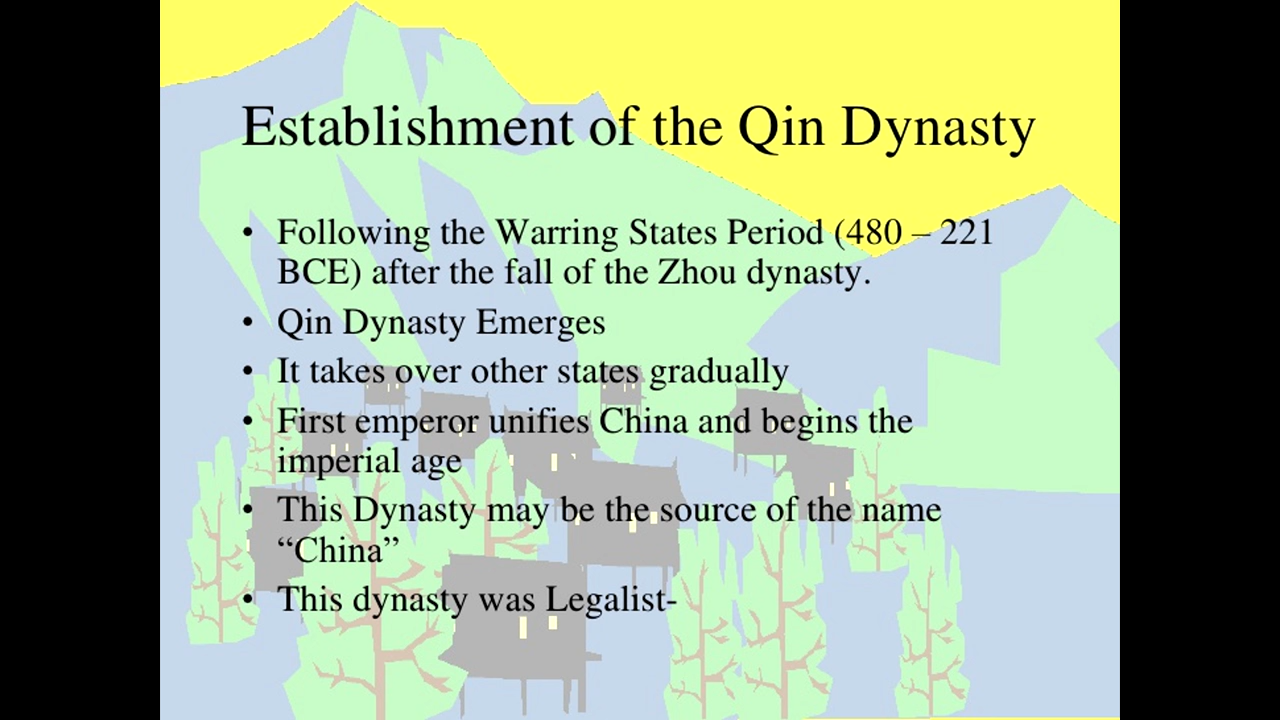 Establishment of the Qin Dynasty
• Following the Warring States Period (480 – 221
BCE) after the fall of the Zhou dynasty.
• Qin Dynasty Emerges
• It takes over other states gradually
• First emperor unifies China and begins the
imperial age
• This Dynasty may be the source of the name
“China”
• This dynasty was Legalist-